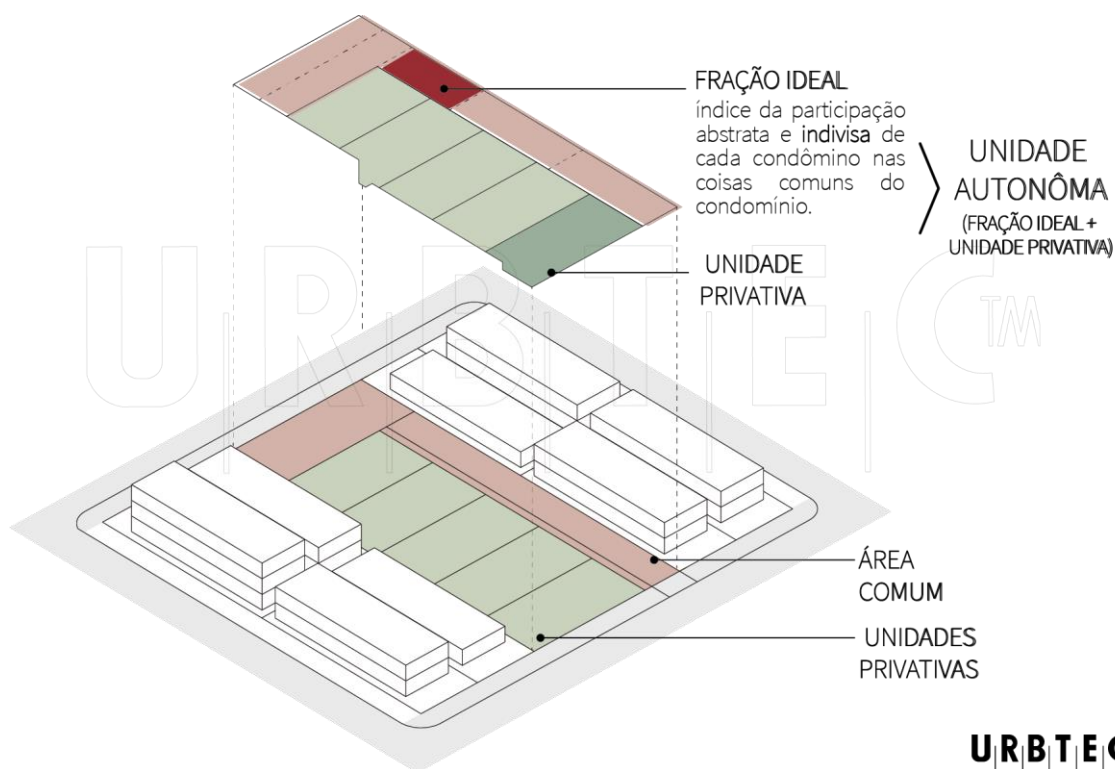 FRAÇÃO IDEAL
índice da participação
abstrata e indivisa de
cada condômino nas
coisas comuns do
condomínio.
UNIDADE
AUTONÔMA
(FRAÇÃO IDEAL +
UNIDADE PRIVATIVA)
UNIDADE
PRIVATIVA
URBTEC TM
ÁREA
COMUM
UNIDADES
PRIVATIVAS
URBTEC